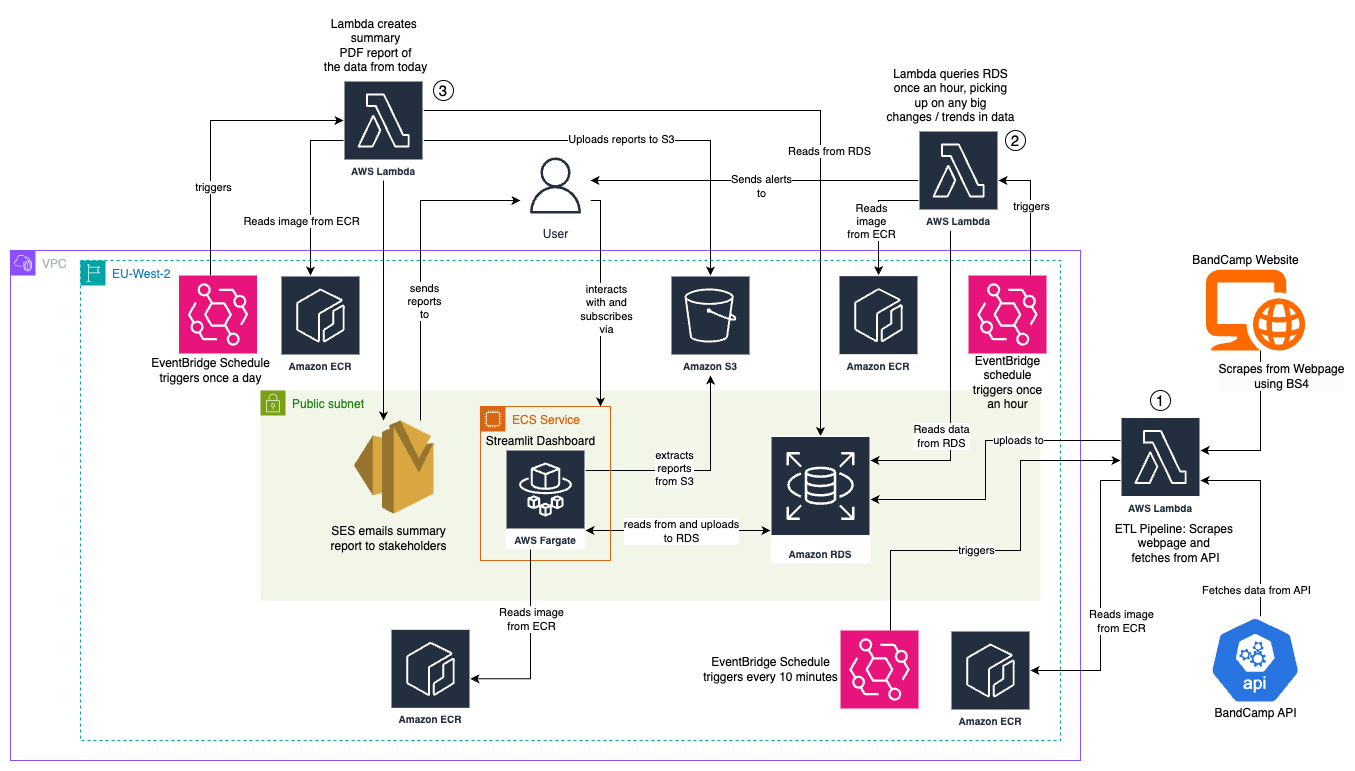 Lambda creates
summary
PDF report of
the data from today
3
AWS Lambda
Lambda queries RDS
once an hour, picking
up on any big
changes / trends in data
2
AWS Lambda
Uploads reports to S3
Reads from RDS
Sends alerts
to
triggers
triggers
Reads image from ECR
Reads
image
from ECR
User
VPC
EU-West-2
EventBridge Schedule
triggers once a day
Amazon ECR
sends
reports
to
interacts
with and
subscribes
via
Amazon S3
Amazon ECR
EventBridge
schedule
triggers once
an hour
BandCamp Website
Scrapes from Webpage
using BS4
Public subnet
ECS Service
Streamlit Dashboard
AWS Fargate
SES emails summary
report to stakeholders
extracts
reports
from S3
reads from and uploads
to RDS
Reads data
from RDS
Amazon RDS
uploads to
triggers
1
AWS Lambda
ETL Pipeline: Scrapes
webpage and
fetches from API
Fetches data from API
Reads image
from ECR
Reads image
from ECR
Amazon ECR
EventBridge Schedule
triggers every 10 minutes
Amazon ECR
api
BandCamp API